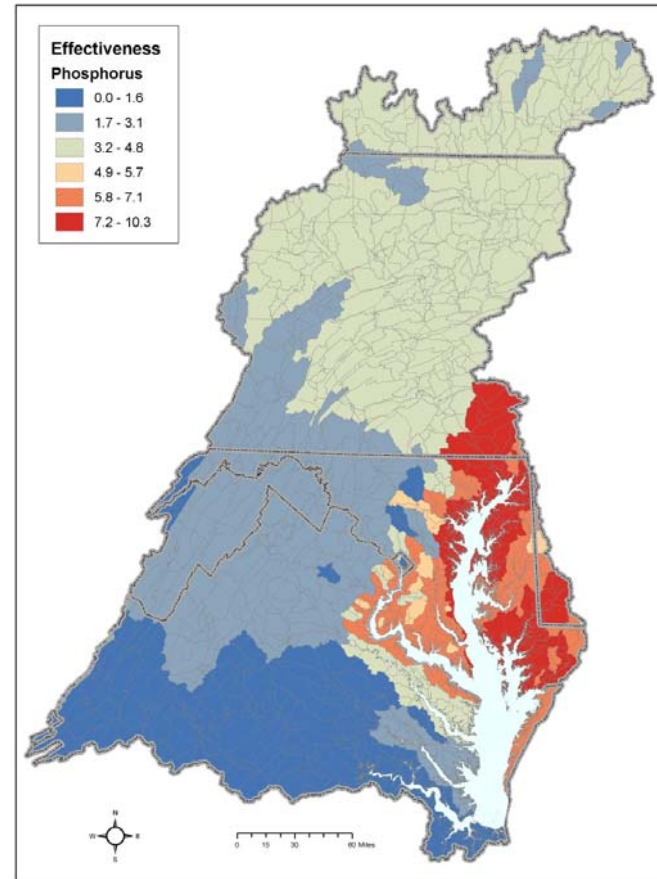 Effectiveness
Phosphorus
0.0 - 1.6
1.7 - 3.1
3.2 - 4.8
4.9 - 5.7
5.8 - 7.1
7.2 - 10.3
N
W
S
0 15 30 60 Miles